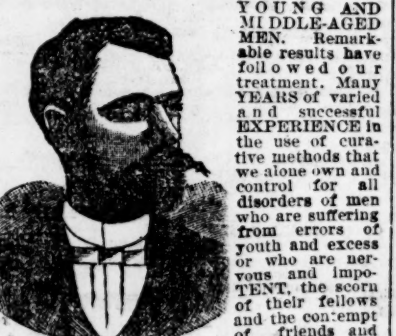 YOUNG AND
MIDDLE-AGED
MEN. Remark-
able results have
followed our
treatment. Many
YEARS of varied
and successful
EXPERIENCE in
the use of cura-
tive methods that
we alone own and
control for all
disorders of men
who are suffering
from errors of
youth and excess
or who are ner-
vous and impo-
TENT, the scorn
of their fellows
and the contempt
of friends and